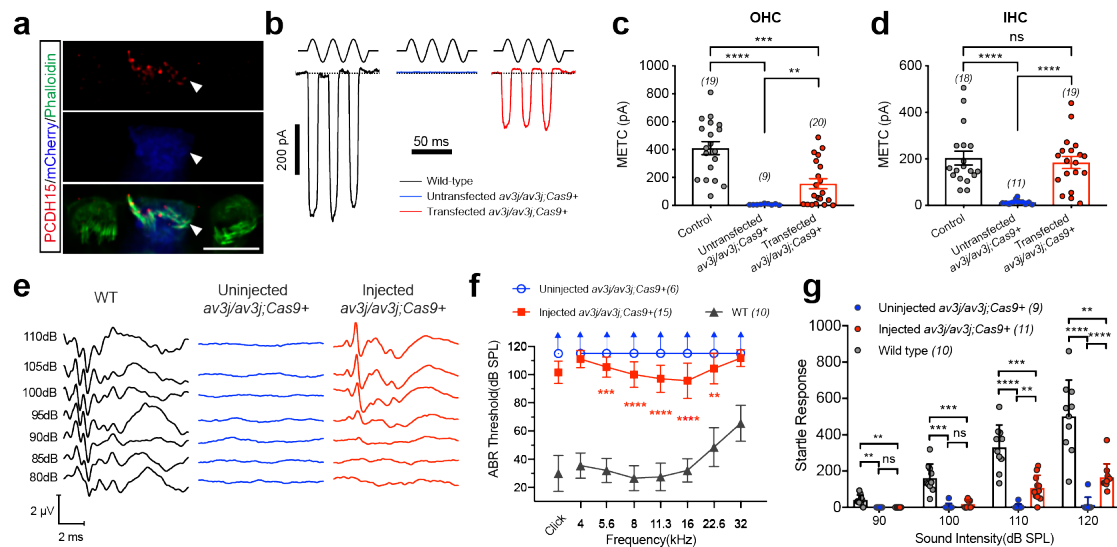 a
PCDH15/mCherry/Phalloidin
b
200 pA
50 ms
Wild-type
Untransfected av3j/av3j;Cas9+
Transfected av3j/av3j;Cas9+
c
OHC
METC (pA)
1000
800
600
400
200
0
***
****
**
(19)
(9)
(20)
Control
Untransfected
av3j/av3j;Cas9+
Transfected
av3j/av3j;Cas9+
d
IHC
METC (pA)
600
400
200
0
ns
****
****
(18)
(11)
(19)
Control
Untransfected
av3j/av3j;Cas9+
Transfected
av3j/av3j;Cas9+
e
WT
Uninjected
av3j/av3j;Cas9+
Injected
av3j/av3j;Cas9+
110dB
105dB
100dB
95dB
90dB
85dB
80dB
2 µV
2 ms
f
Uninjected av3j/av3j;Cas9+(6)
Injected av3j/av3j;Cas9+(15)
WT (10)
ABR Threshold(dB SPL)
120
100
80
60
40
20
***
****
****
****
**
Click
4
5.6
8
11.3
16
22.6
32
Frequency(kHz)
g
Uninjected av3j/av3j;Cas9+ (9)
Injected av3j/av3j;Cas9+ (11)
Wild type (10)
Startle Response
1000
800
600
400
200
0
**
** ns
***
*** ns
***
**** **
**
**** ****
90
100
110
120
Sound Intensity(dB SPL)